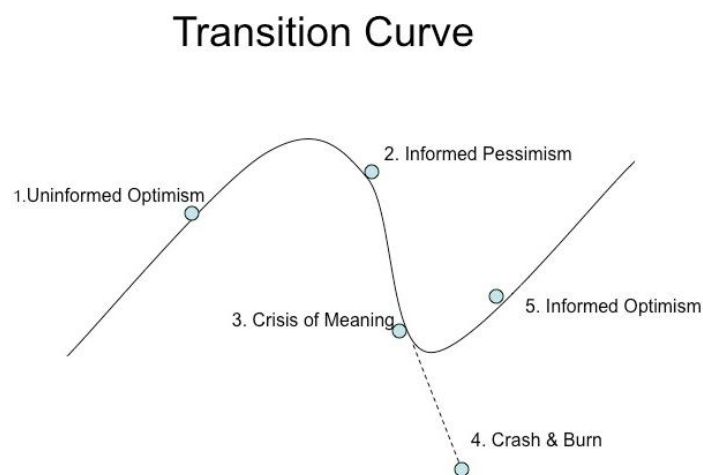 Transition Curve
2. Informed Pessimism
1.Uninformed Optimism
3. Crisis of Meaning
5. Informed Optimism
4. Crash & Burn